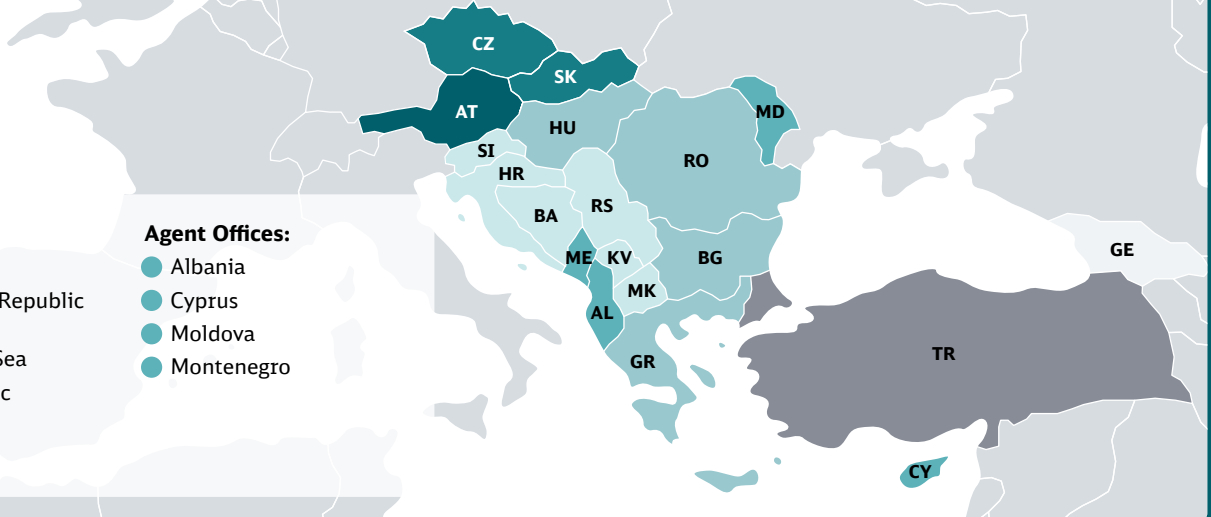 CZ
SK
AT
MD
HU
SI
RO
HR
RS
BA
Agent Offices:
GE
ME
KV
BG
Albania
MK
Republic
Cyprus
AL
Moldova
TR
Sea
GR
Montenegro
c
CY